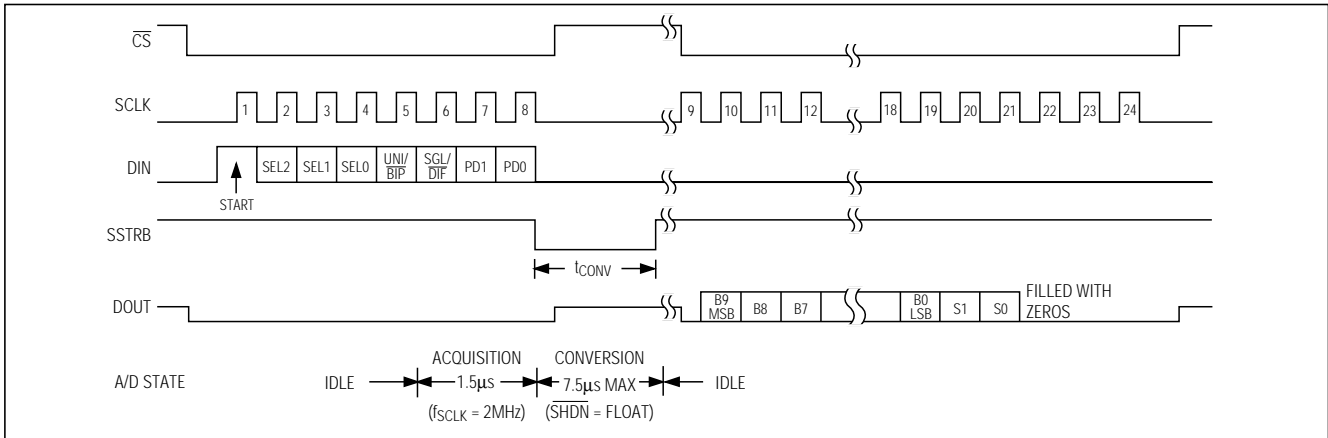 CS
SCLK
1 2 3 4 5 6 7 8 9 10 11 12 18 19 20 21 22 23 24
DIN
SEL2 SEL1 SEL0 UNI/ BIP SGL/ DIF PD1 PD0
START
SSTRB
tCONV
DOUT
B9 MSB B8 B7 B0 LSB S1 S0 FILLED WITH ZEROS
A/D STATE
IDLE
ACQUISITION
1.5µs
(fSCLK = 2MHz)
CONVERSION
7.5µs MAX
(SHDN = FLOAT)
IDLE